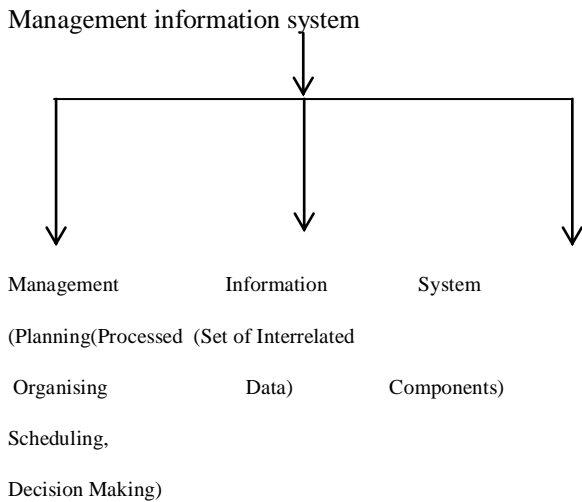 Management information system
Management Information System
(Planning(Processed (Set of Interrelated
Organising Data) Components)
Scheduling,
Decision Making)